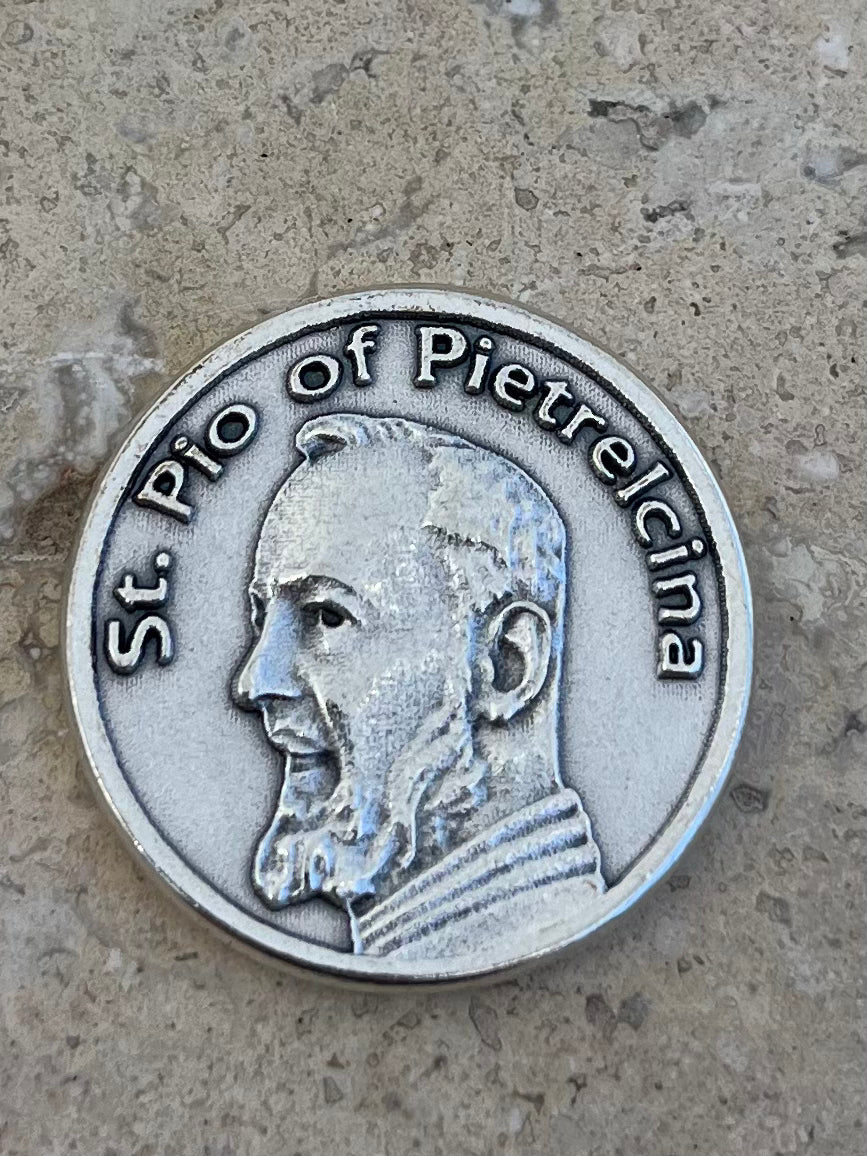 St. Pio of Pietrelcina